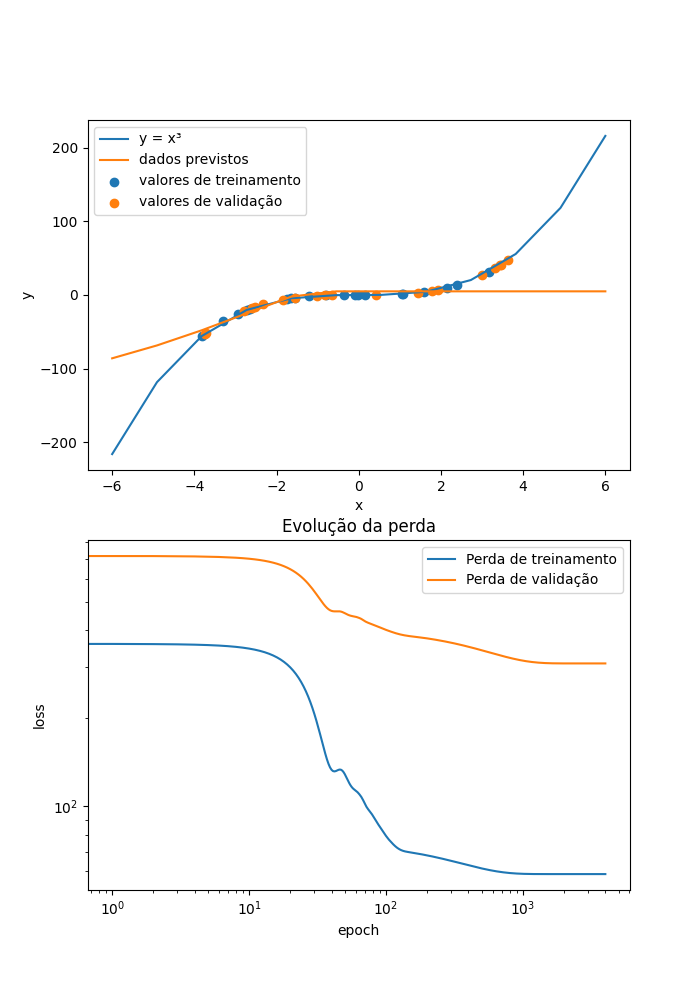 y = x³
dados previstos
valores de treinamento
valores de validação
200
100
0
−100
−200
y
−6 −4 −2 0 2 4 6
x
Evolução da perda
Perda de treinamento
Perda de validação
loss
10²
10⁰ 10¹ 10² 10³
epoch